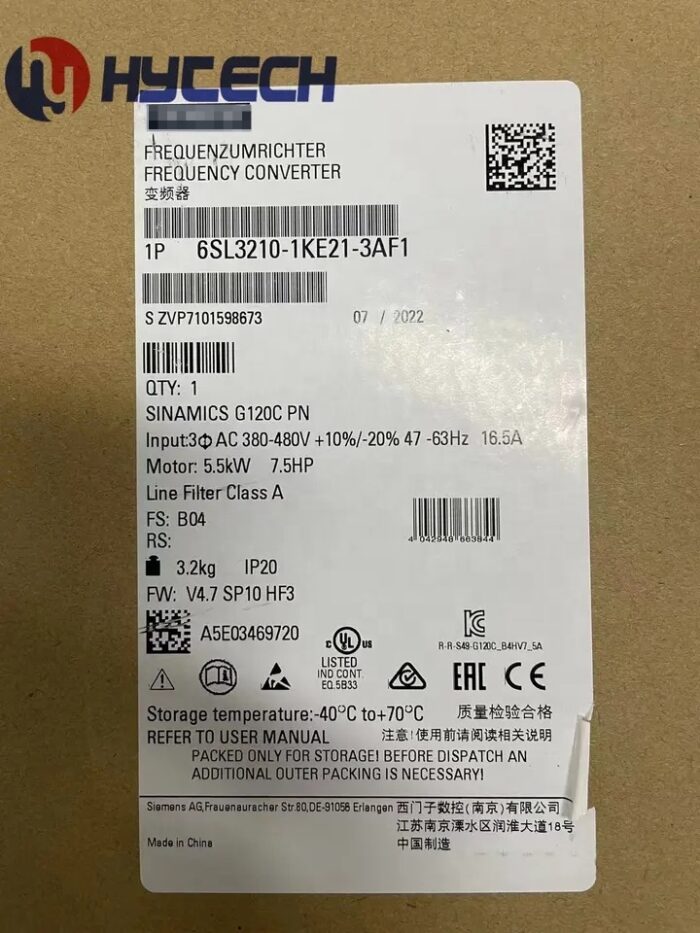 HYTECH
FREQUENZUMRICHTER
FREQUENCY CONVERTER
变频器
1P 6SL3210-1KE21-3AF1
S ZVP7101598673 07 / 2022
QTY: 1
SINAMICS G120C PN
Input:3Φ AC 380-480V +10%/-20% 47 -63Hz 16.5A
Motor: 5.5kW 7.5HP
Line Filter Class A
FS: B04
RS:
4 042948 663844
3.2kg IP20
FW: V4.7 SP10 HF3
A5E03469720
C UL US
LISTED
IND CONT.
EQ.5B33
R-R-S49-G120C_B4HV7_5A
EAC CE
Storage temperature:-40°C to+70°C 质量检验合格
REFER TO USER MANUAL 注意!使用前请阅读相关说明
PACKED ONLY FOR STORAGE! BEFORE DISPATCH AN
ADDITIONAL OUTER PACKING IS NECESSARY!
Siemens AG,Frauenauracher Str.80,DE-91056 Erlangen 西门子数控(南京)有限公司
江苏南京溧水区润淮大道18号
Made in China 中国制造